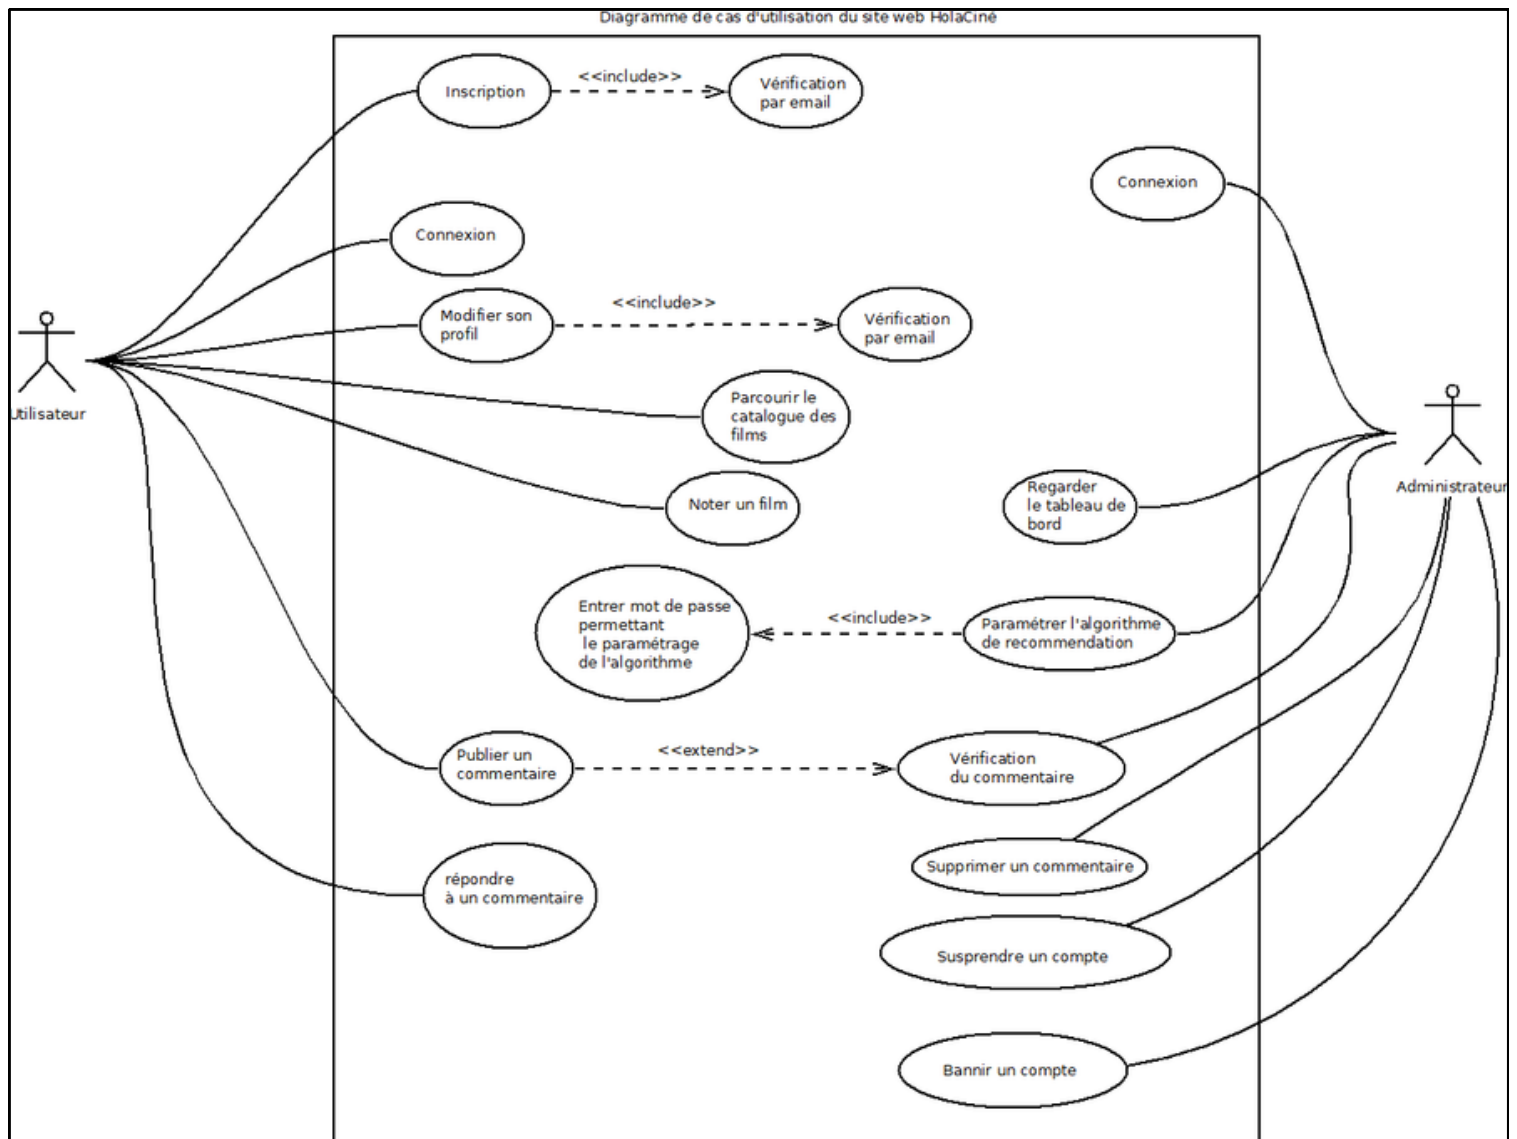 Diagramme de cas d'utilisation du site web HolaCiné
Inscription
<<include>>
Vérification
par email
Connexion
Connexion
Modifier son
profil
<<include>>
Vérification
par email
Utilisateur
Parcourir le
catalogue des
films
Administrateur
Noter un film
Regarder
le tableau de
bord
Entrer mot de passe
permettant
le paramétrage
de l'algorithme
<<include>>
Paramétrer l'algorithme
de recommendation
Publier un
commentaire
<<extend>>
Vérification
du commentaire
répondre
à un commentaire
Supprimer un commentaire
Susprendre un compte
Bannir un compte